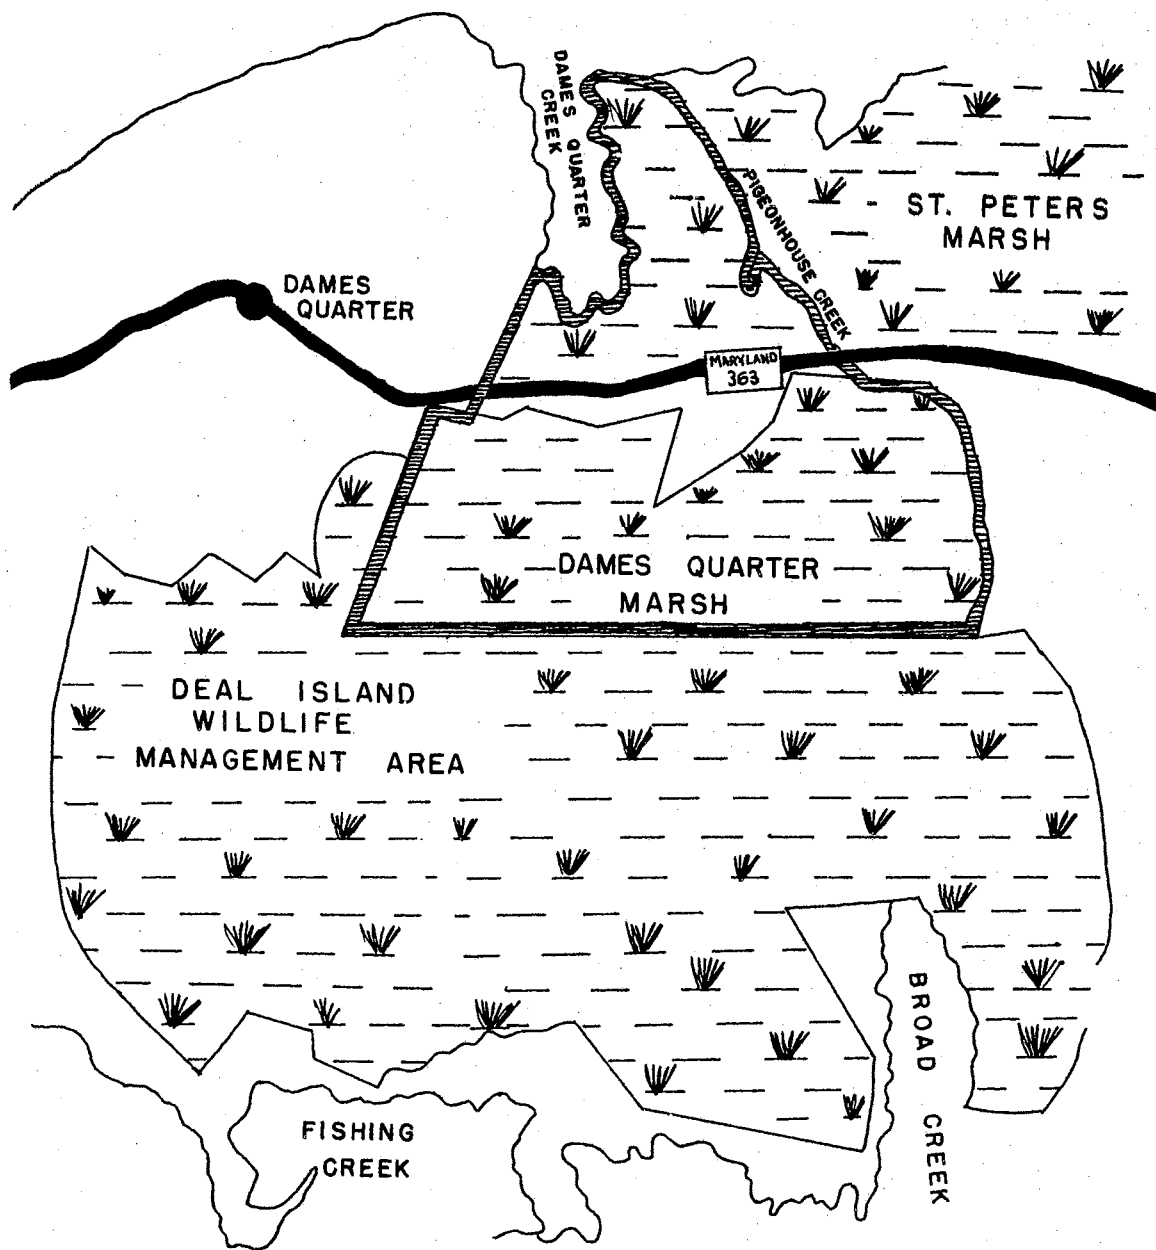 DAMES QUARTER
CREEK
PIGEONHOUSE CREEK
ST. PETERS
MARSH
DAMES
QUARTER
MARYLAND
363
DAMES QUARTER
MARSH
DEAL ISLAND
WILDLIFE
MANAGEMENT AREA
BROAD CREEK
FISHING
CREEK